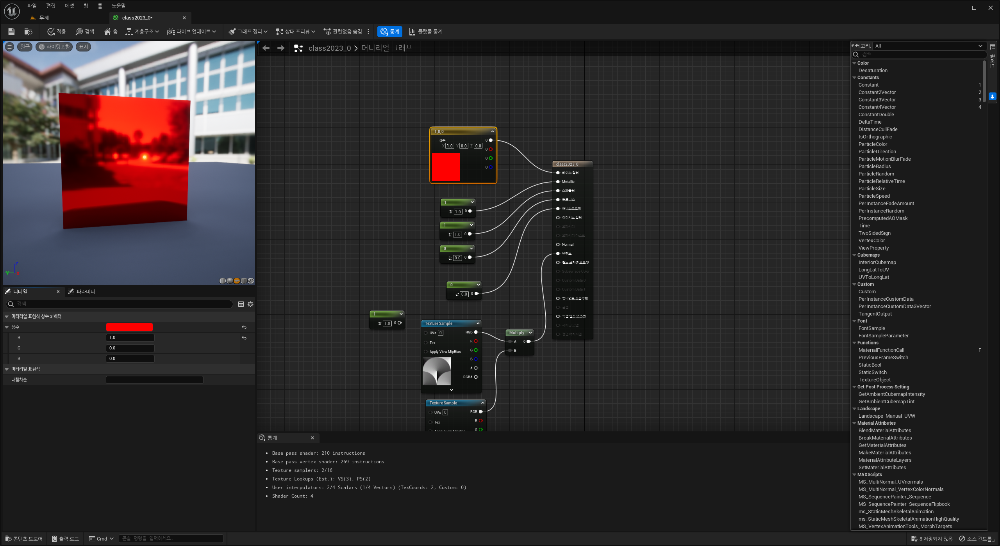 파일 편집 에셋 창 툴 도움말
무제
class2023_0*
적용 검색 홈 계층구조 라이브 업데이트 그래프 정리 상태 프리뷰 관련없음 숨김 통계 플랫폼 통계
원근 라이팅포함 표시
Z
Y
X
디테일 파라미터
검색
머티리얼 표현식 상수 3 벡터
상수
R 1.0
G 0.0
B 0.0
머티리얼 표현식
내림차순
class2023_0 > 머티리얼 그래프
1,0,0
상수 0
X 1.0 Y 0.0 Z 0.0
0
0
0
1
값 1.0 0
1
값 1.0 0
0
값 0.0 0
0
값 0.0 0
1
값 1.0 0
Texture Sample
UVs 0 RGB
Tex R
G
Apply View MipBias
B
A
RGBA
Texture Sample
UVs 0 RGB
Tex R
Apply View MipBias G
Multiply
A 0
B
class2023_0
베이스 컬러
Metallic
스페큘러
러프니스
애니소트로피
이미시브 컬러
오파시티
오파시티 마스크
Normal
탄젠트
월드 포지션 오프셋
Subsurface Color
Custom Data 0
Custom Data 1
앰비언트 오클루전
굴절
픽셀 뎁스 오프셋
셰이딩 모델
표면 머티리얼
통계
• Base pass shader: 210 instructions
• Base pass vertex shader: 269 instructions
• Texture samplers: 2/16
• Texture Lookups (Est.): VS(3), PS(2)
• User interpolators: 2/4 Scalars (1/4 Vectors) (TexCoords: 2, Custom: 0)
• Shader Count: 4
카테고리: All
검색
팔레트
Color
Desaturation
Constants
Constant 1
Constant2Vector 2
Constant3Vector 3
Constant4Vector 4
ConstantDouble
DeltaTime
DistanceCullFade
IsOrthographic
ParticleColor
ParticleDirection
ParticleMotionBlurFade
ParticleRadius
ParticleRandom
ParticleRelativeTime
ParticleSize
ParticleSpeed
PerInstanceFadeAmount
PerInstanceRandom
PrecomputedAOMask
Time
TwoSidedSign
VertexColor
ViewProperty
Cubemaps
InteriorCubemap
LongLatToUV
UVToLongLat
Custom
Custom
PerInstanceCustomData
PerInstanceCustomData3Vector
TangentOutput
Font
FontSample
FontSampleParameter
Functions
MaterialFunctionCall F
PreviousFrameSwitch
StaticBool
StaticSwitch
TextureObject
Get Post Process Setting
GetAmbientCubemapIntensity
GetAmbientCubemapTint
Landscape
Landscape_Manual_UVW
Material Attributes
BlendMaterialAttributes
BreakMaterialAttributes
GetMaterialAttributes
MakeMaterialAttributes
MaterialAttributeLayers
SetMaterialAttributes
MAXScripts
MS_MultiNormal_UVnormals
MS_MultiNormal_VertexColorNormals
MS_SequencePainter_Sequence
MS_SequencePainter_SequenceFlipbook
ms_StaticMeshSkeletalAnimation
ms_StaticMeshSkeletalAnimationHighQuality
MS_VertexAnimationTools_MorphTargets
콘텐츠 드로어 출력 로그 Cmd 콘솔 명령을 입력하세요. 8 저장되지 않음 소스 컨트롤